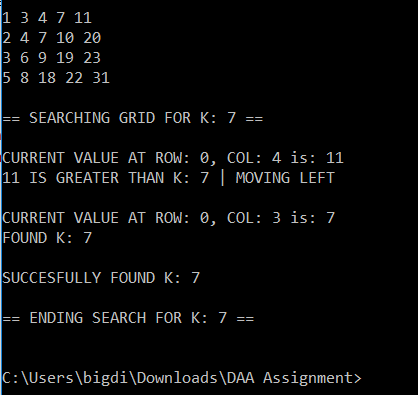 1 3 4 7 11
2 4 7 10 20
3 6 9 19 23
5 8 18 22 31
== SEARCHING GRID FOR K: 7 ==
CURRENT VALUE AT ROW: 0, COL: 4 is: 11
11 IS GREATER THAN K: 7 | MOVING LEFT
CURRENT VALUE AT ROW: 0, COL: 3 is: 7
FOUND K: 7
SUCCESFULLY FOUND K: 7
== ENDING SEARCH FOR K: 7 ==
C:\Users\bigdi\Downloads\DAA Assignment>